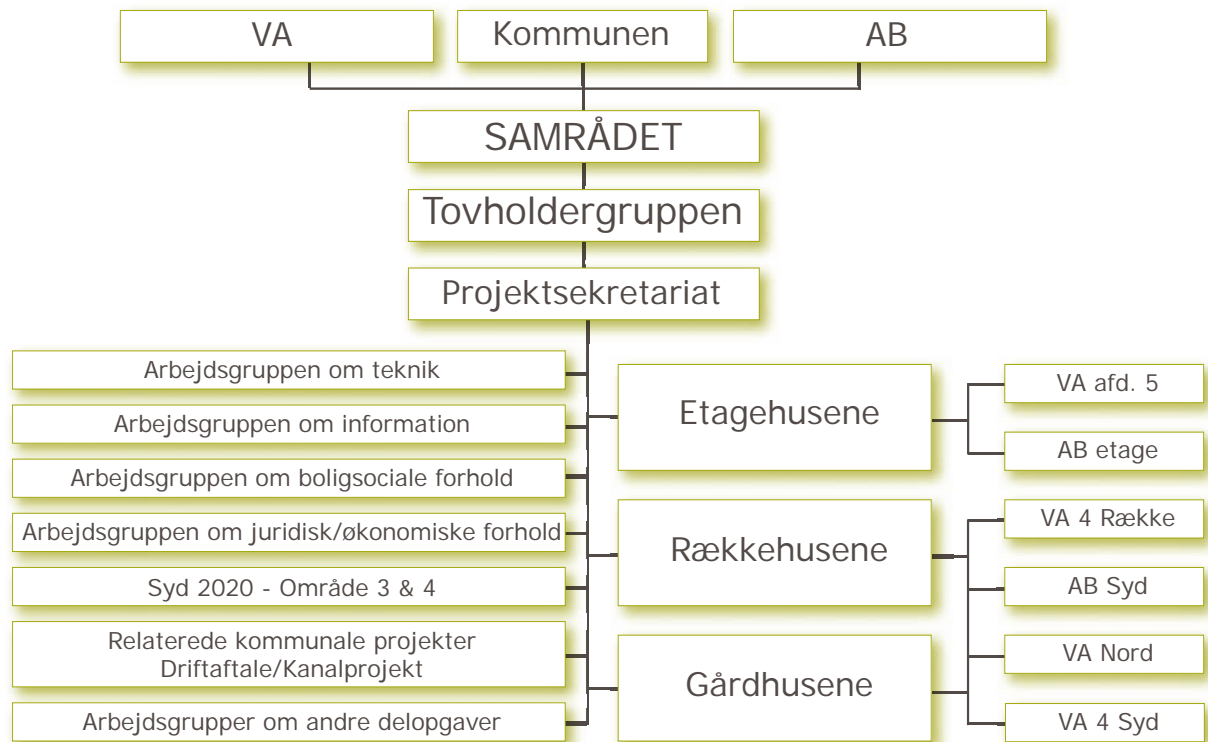 VA
Kommunen
AB
SAMRÅDET
Tovholdergruppen
Projektsekretariat
Arbejdsgruppen om teknik
Arbejdsgruppen om information
Arbejdsgruppen om boligsociale forhold
Arbejdsgruppen om juridisk/økonomiske forhold
Syd 2020 - Område 3 & 4
Relaterede kommunale projekter
Driftaftale/Kanalprojekt
Arbejdsgrupper om andre delopgaver
Etagehusene
Rækkehusene
Gårdhusene
VA afd. 5
AB etage
VA 4 Række
AB Syd
VA Nord
VA 4 Syd